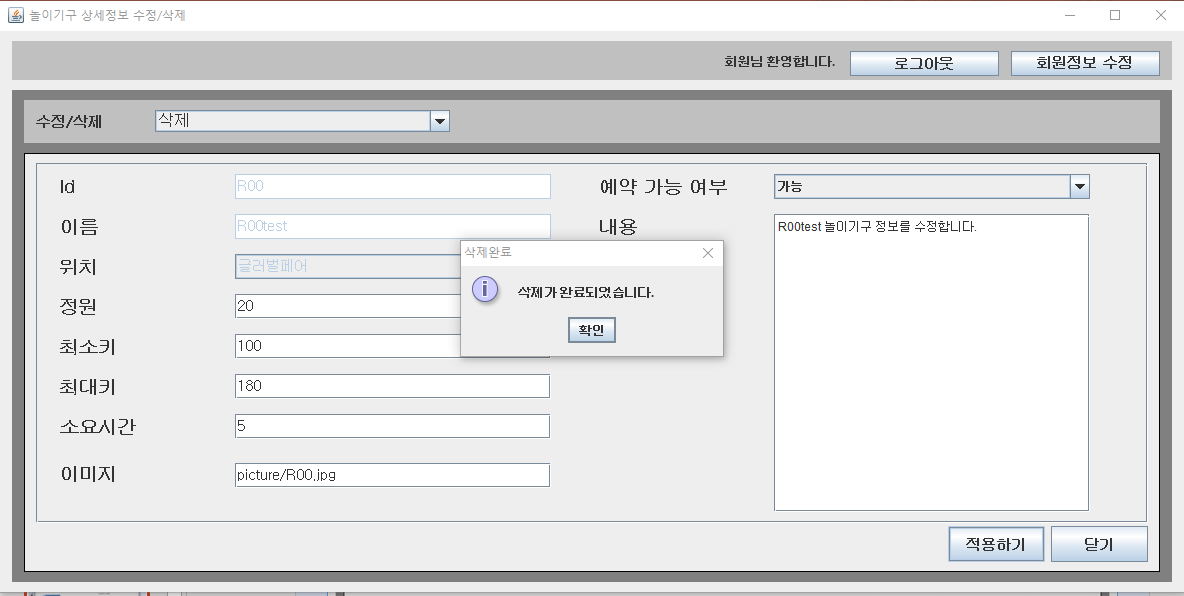 놀이기구 상세정보 수정/삭제
회원님 환영합니다.
로그아웃
회원정보 수정
수정/삭제
삭제
Id
R00
예약 가능 여부
가능
이름
R00test
내용
R00test 놀이기구 정보를 수정합니다.
위치
글러벌페어
삭제완료
삭제가 완료되었습니다.
확인
정원
20
최소키
100
최대키
180
소요시간
5
이미지
picture/R00.jpg
적용하기
닫기